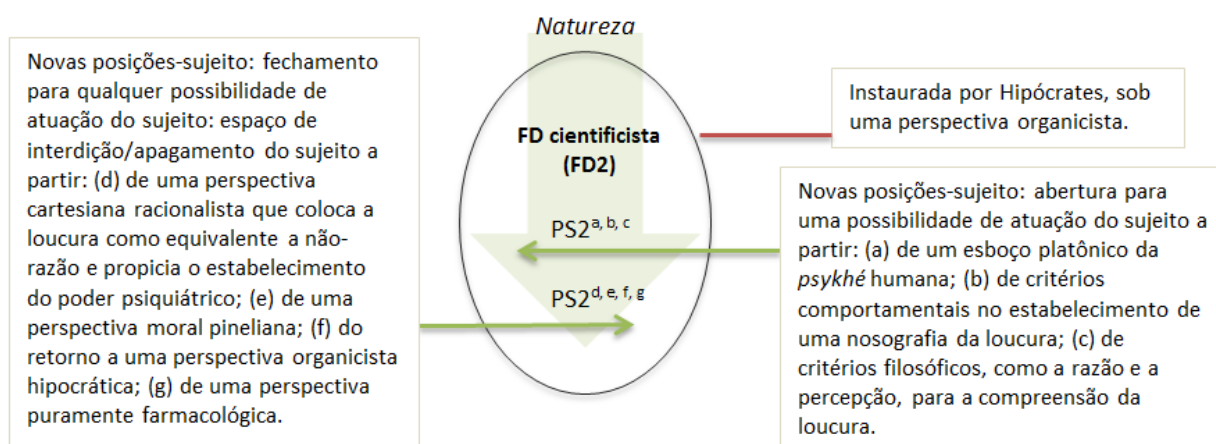 Natureza
Novas posições-sujeito: fechamento
para qualquer possibilidade de
atuação do sujeito: espaço de
interdição/apagamento do sujeito a
partir: (d) de uma perspectiva
cartesiana racionalista que coloca a
loucura como equivalente a não-
razão e propicia o estabelecimento
do poder psiquiátrico; (e) de uma
perspectiva moral pineliana; (f) do
retorno a uma perspectiva organicista
hipocrática; (g) de uma perspectiva
puramente farmacológica.
FD cientificista
(FD2)
PS2a, b, c
PS2d, e, f, g
Instaurada por Hipócrates, sob
uma perspectiva organicista.
Novas posições-sujeito: abertura para
uma possibilidade de atuação do sujeito a
partir: (a) de um esboço platônico da
psykhé humana; (b) de critérios
comportamentais no estabelecimento de
uma nosografia da loucura; (c) de
critérios filosóficos, como a razão e a
percepção, para a compreensão da
loucura.